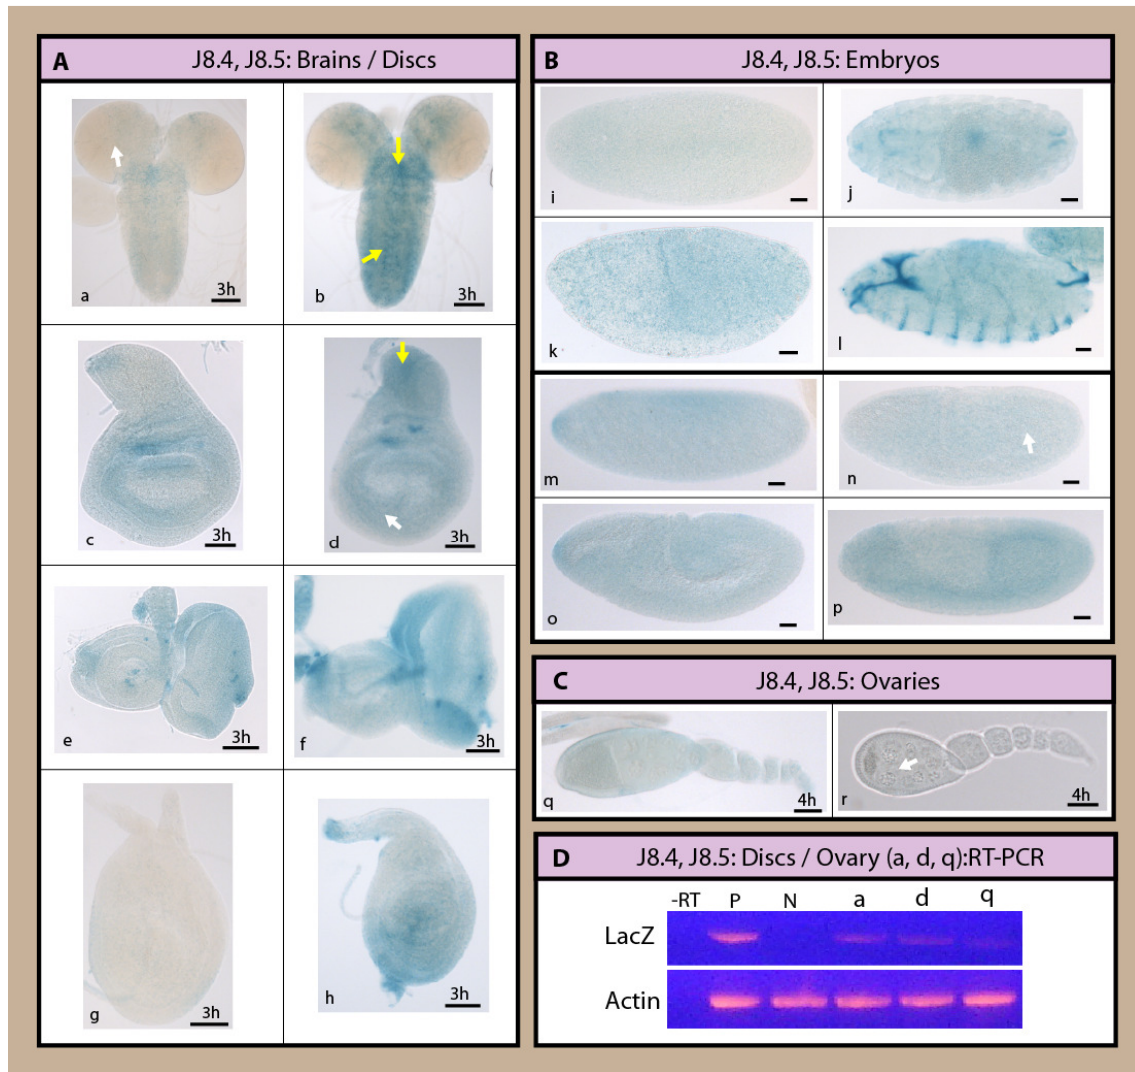 A J8.4, J8.5: Brains / Discs
a 3h
b 3h
c 3h
d 3h
e 3h
f 3h
g 3h
h 3h
B J8.4, J8.5: Embryos
i
j
k
l
m
n
o
p
C J8.4, J8.5: Ovaries
q 4h
r 4h
D J8.4, J8.5: Discs / Ovary (a, d, q):RT-PCR
-RT P N a d q
LacZ
Actin